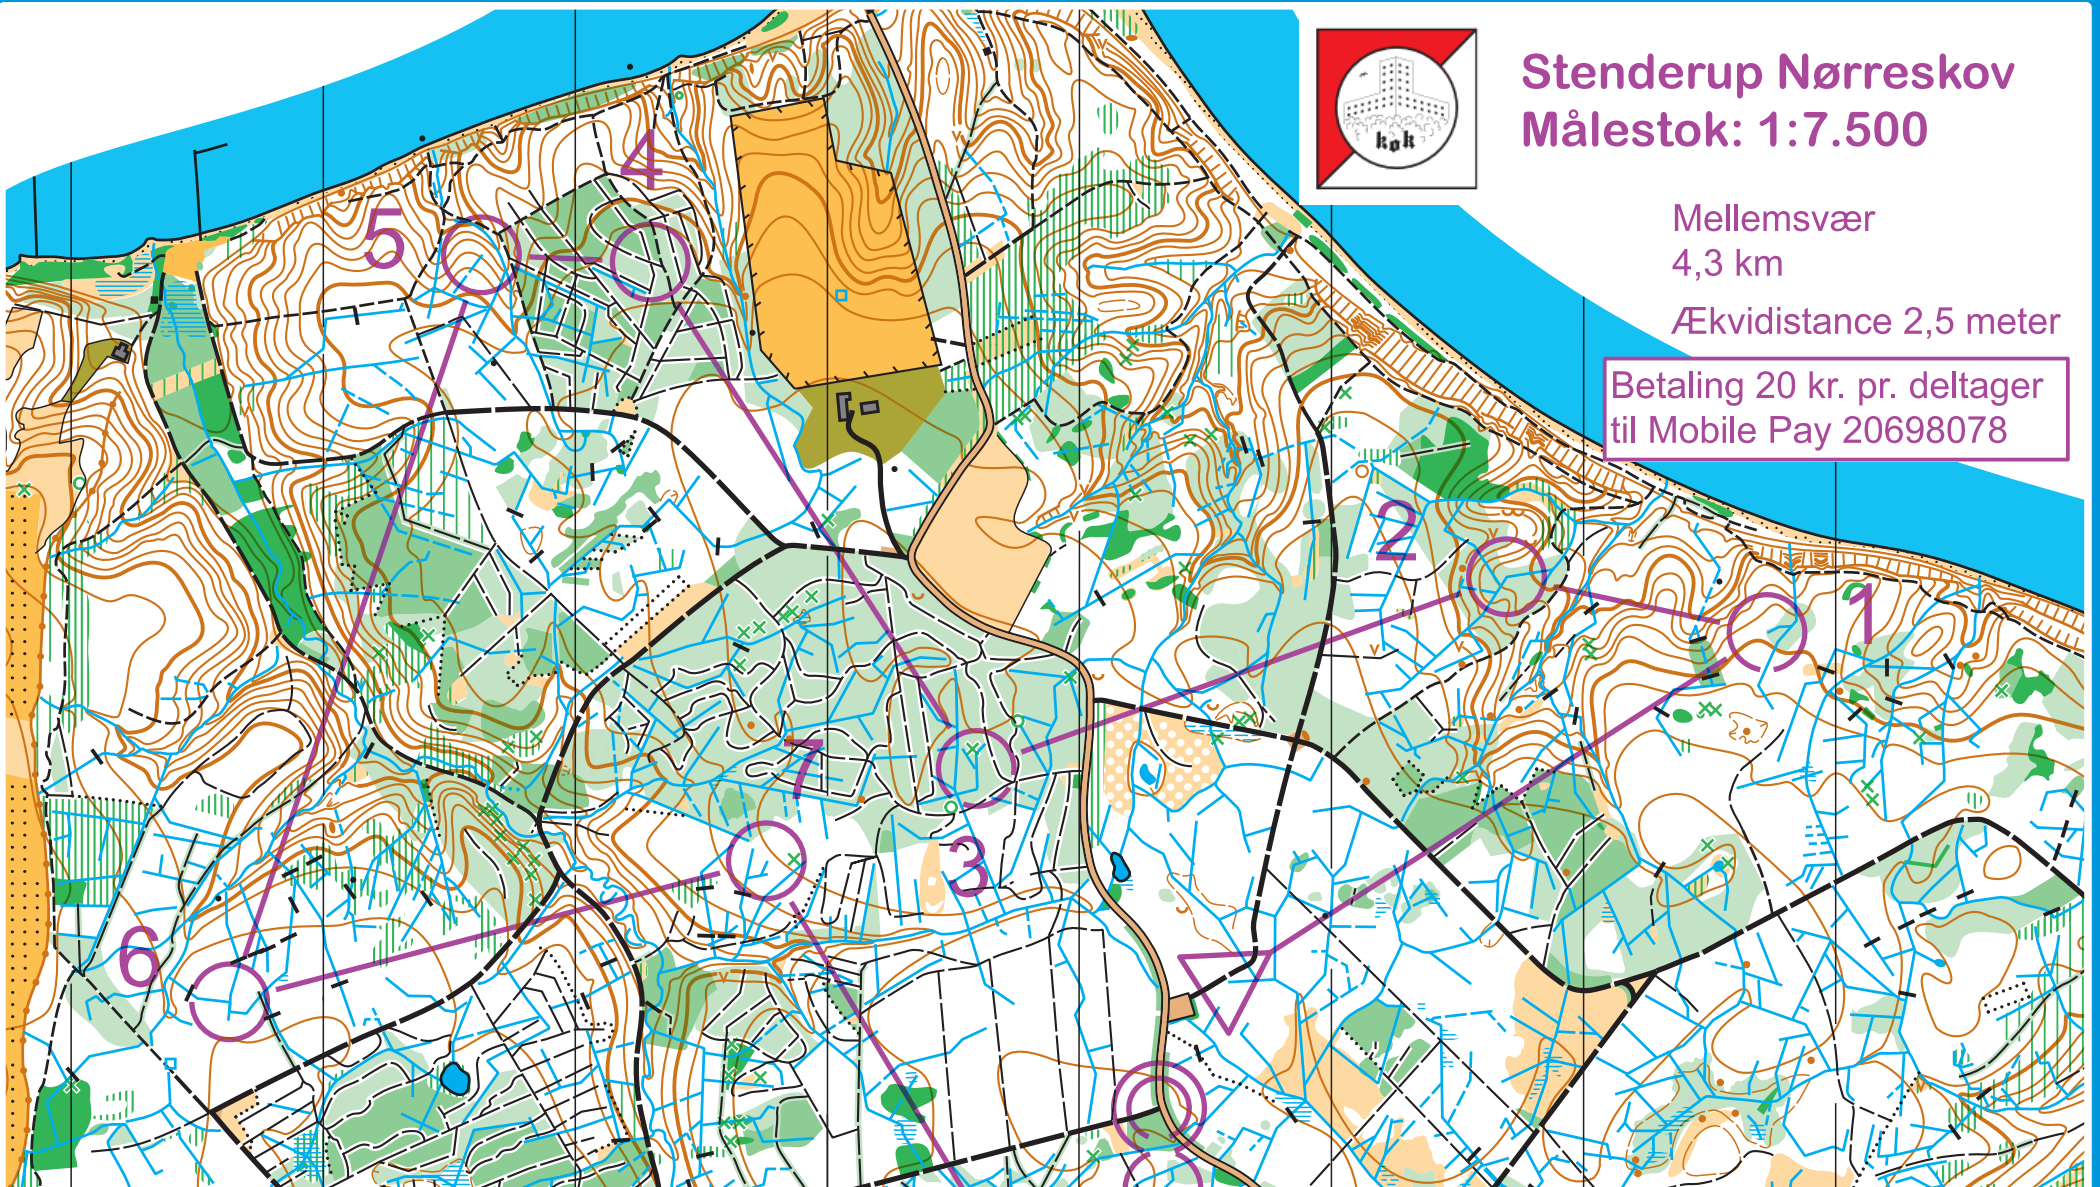 Stenderup Nørreskov
Målestok: 1:7.500
Mellemsvær
4,3 km
Ækvidistance 2,5 meter
Betaling 20 kr. pr. deltager
til Mobile Pay 20698078
køk
4
5
2
1
7
3
6